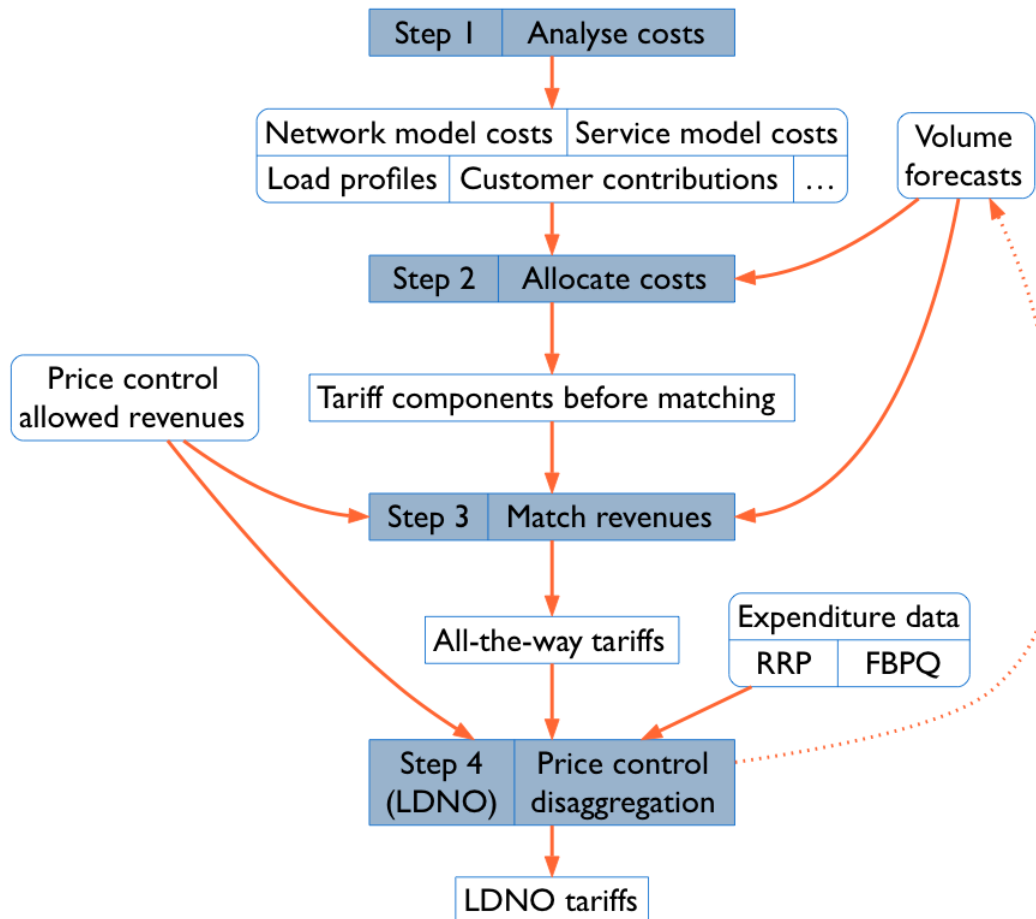 Step 1 Analyse costs
Network model costs Service model costs
Load profiles Customer contributions …
Volume
forecasts
Step 2 Allocate costs
Price control
allowed revenues
Tariff components before matching
Step 3 Match revenues
All-the-way tariffs
Expenditure data
RRP FBPQ
Step 4
(LDNO)
Price control
disaggregation
LDNO tariffs